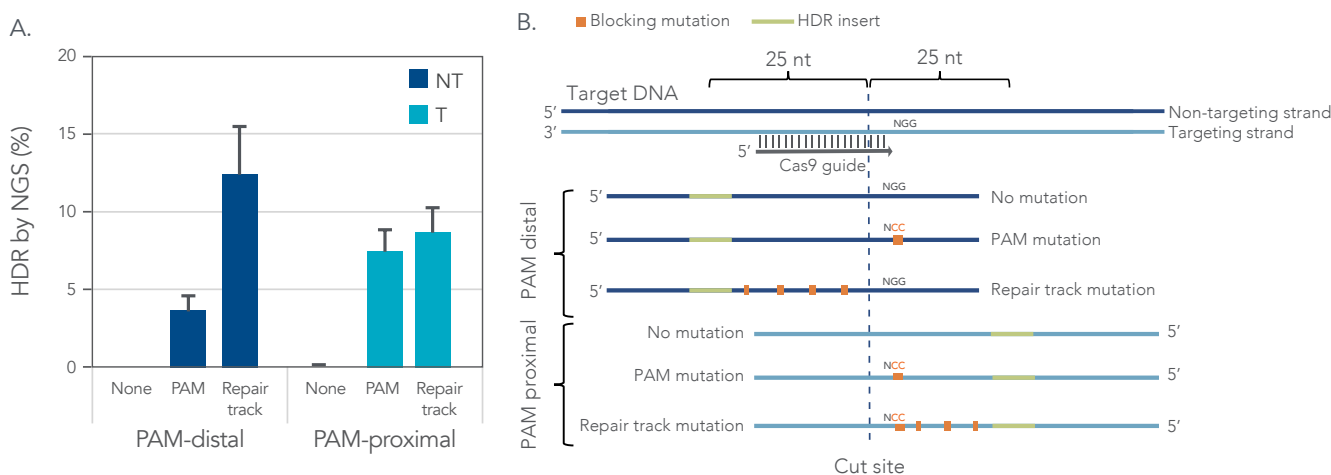 A.
20
15
10
5
0
HDR by NGS (%)
NT
T
None PAM Repair track
None PAM Repair track
PAM-distal PAM-proximal
B.
Blocking mutation HDR insert
25 nt 25 nt
Target DNA
5’ Non-targeting strand
NGG
3’ Targeting strand
5’
Cas9 guide
PAM distal
NGG
5’ No mutation
NCC
5’ PAM mutation
NGG
5’ Repair track mutation
PAM proximal
No mutation 5’
NCC
PAM mutation 5’
NCC
Repair track mutation 5’
Cut site